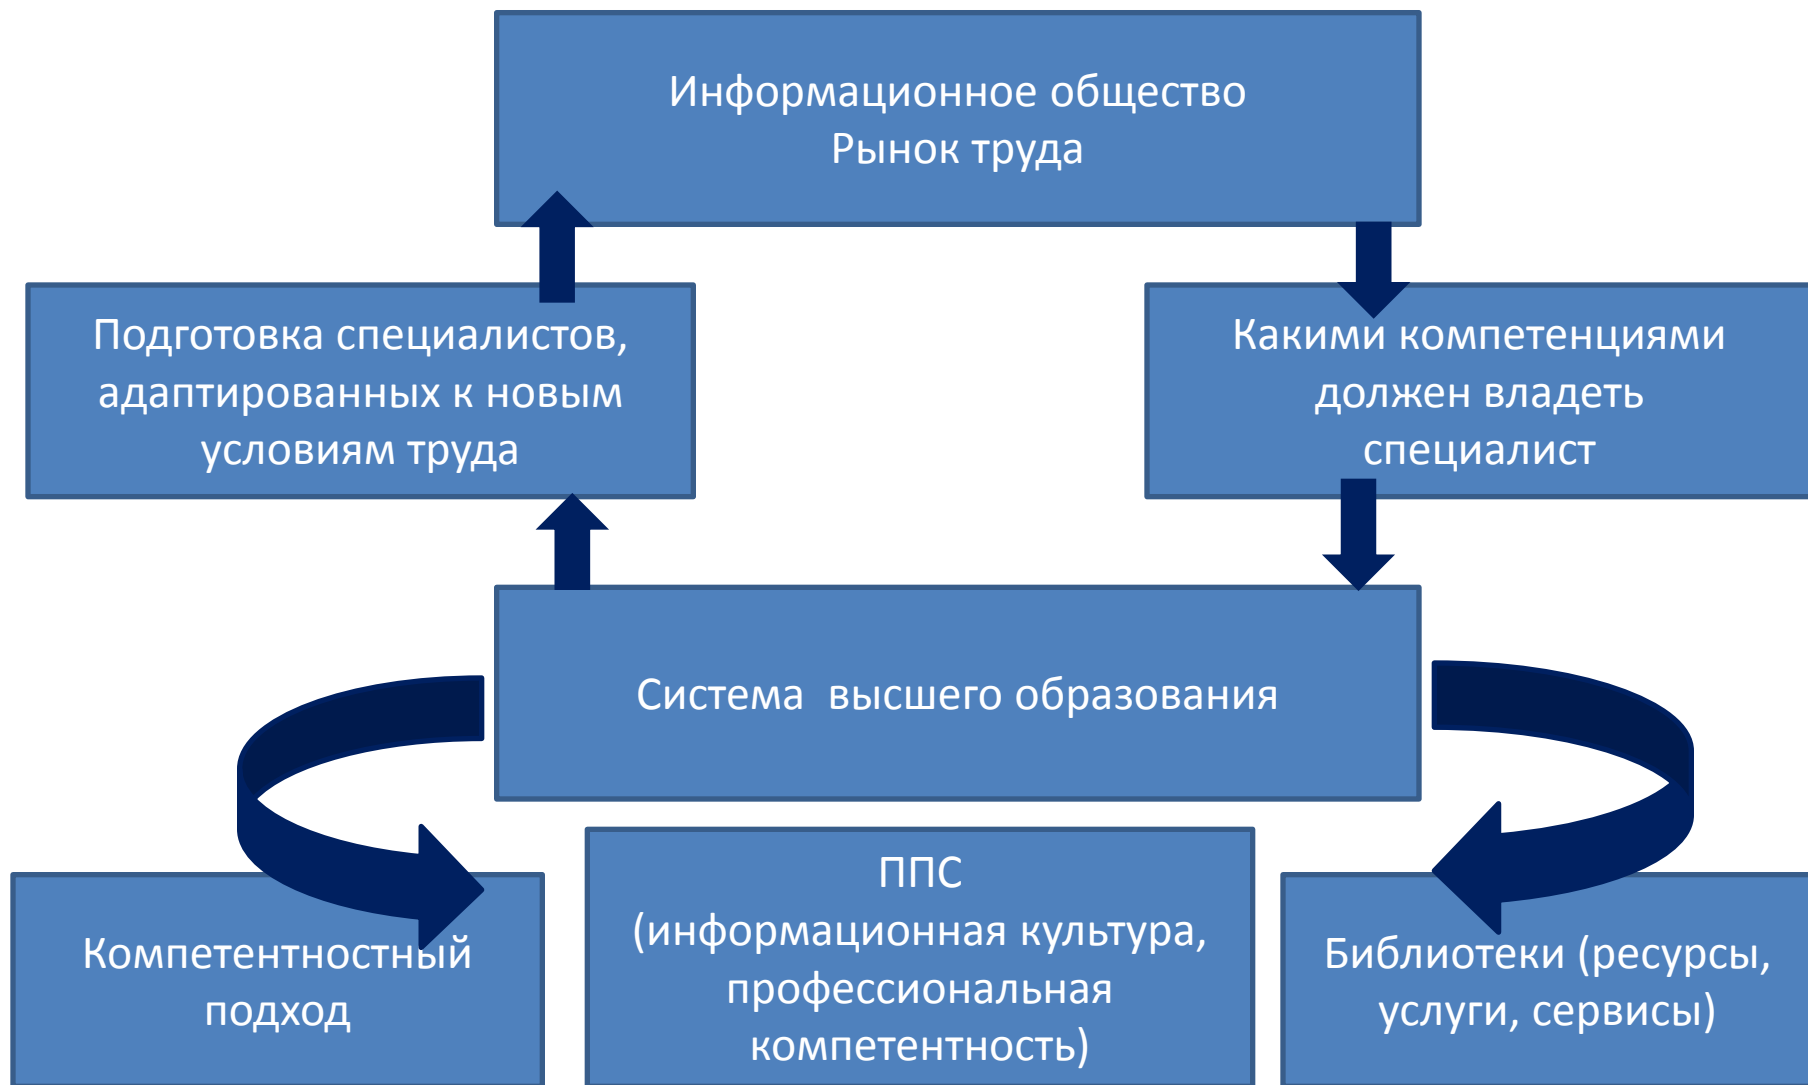 Информационное общество
Рынок труда
Подготовка специалистов,
адаптированных к новым
условиям труда
Какими компетенциями
должен владеть
специалист
Система  высшего образования
Компетентностный
подход
ППС
(информационная культура,
профессиональная
компетентность)
Библиотеки (ресурсы,
услуги, сервисы)